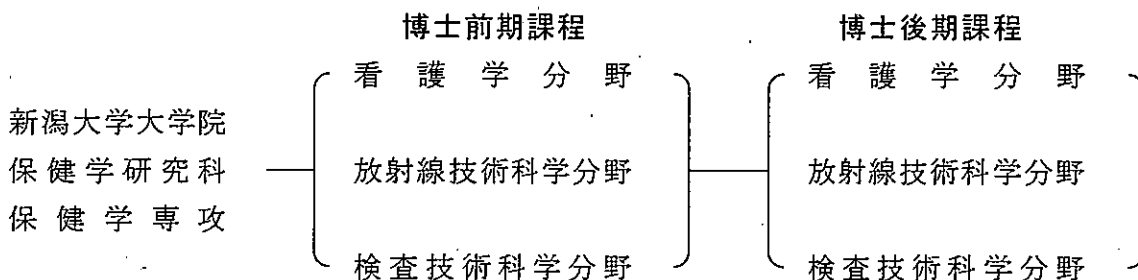 博士前期課程 博士後期課程
看護学分野 看護学分野
新潟大学大学院
保健学研究科 放射線技術科学分野 放射線技術科学分野
保健学専攻
検査技術科学分野 検査技術科学分野